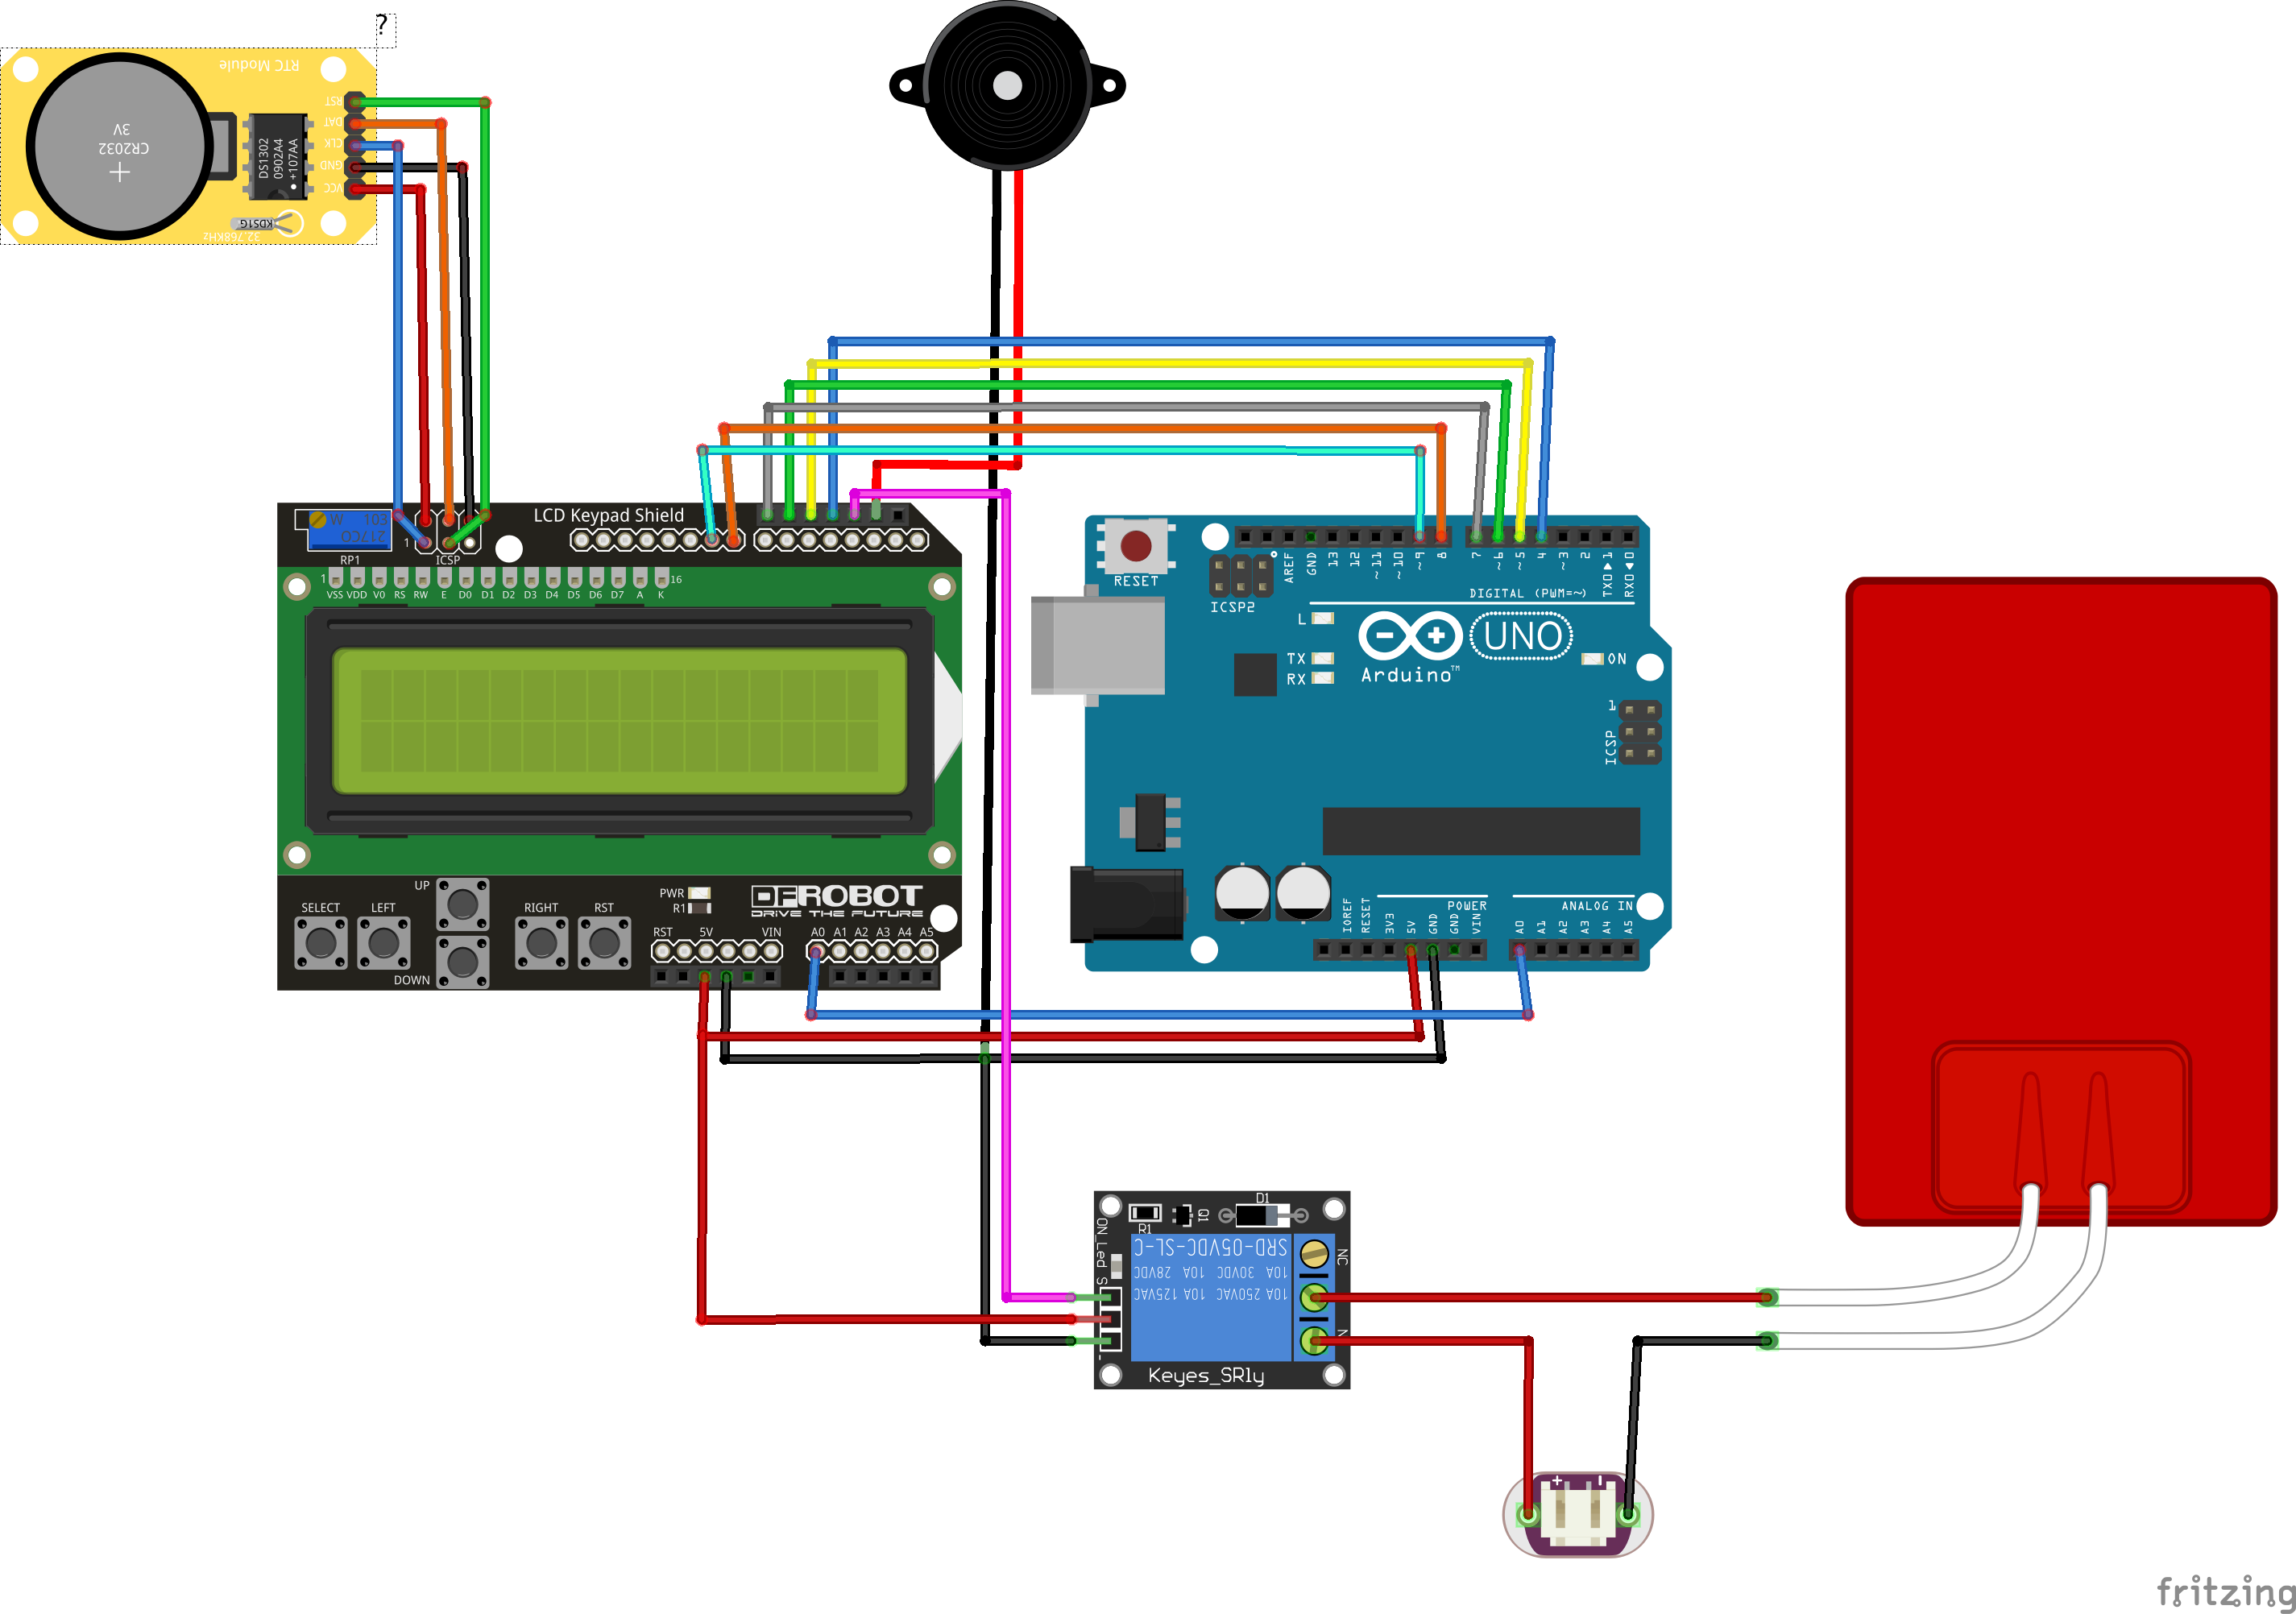 ?
RTC Module
RST
DAT
CLK
GND
VCC
3V
CR2032
DS1302
0902A4
+107AA
KDS1G
32.768KHz
W 103
217CO
RP1
LCD Keypad Shield
1
ICSP
1 16
VSS VDD V0 RS RW E D0 D1 D2 D3 D4 D5 D6 D7 A K
UP
SELECT LEFT RIGHT RST
DOWN
PWR
R1
DFROBOT
DRIVE THE FUTURE
RST 5V VIN A0 A1 A2 A3 A4 A5
RESET
ICSP2
AREF GND 13 12 ~11 ~10 ~9 8 7 ~6 ~5 4 ~3 2 TX0 1 RX0 0
DIGITAL (PWM=~)
L
TX
RX
UNO
Arduino™
ON
1
ICSP
POWER ANALOG IN
IOREF RESET 3V3 5V GND GND VIN A0 A1 A2 A3 A4 A5
D1
Q1
R1
ON_Led
S
-
SRD-05VDC-SL-C
10A 30VDC 10A 28VDC
10A 250VAC 10A 125VAC
NC
Keyes_SRly
+ -
fritzing